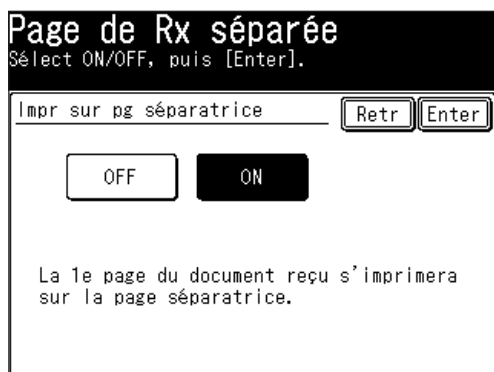 Page de Rx séparée
Sélect ON/OFF, puis [Enter].
Impr sur pg séparatrice
Retr
Enter
OFF
ON
La 1e page du document reçu s'imprimera
sur la page séparatrice.